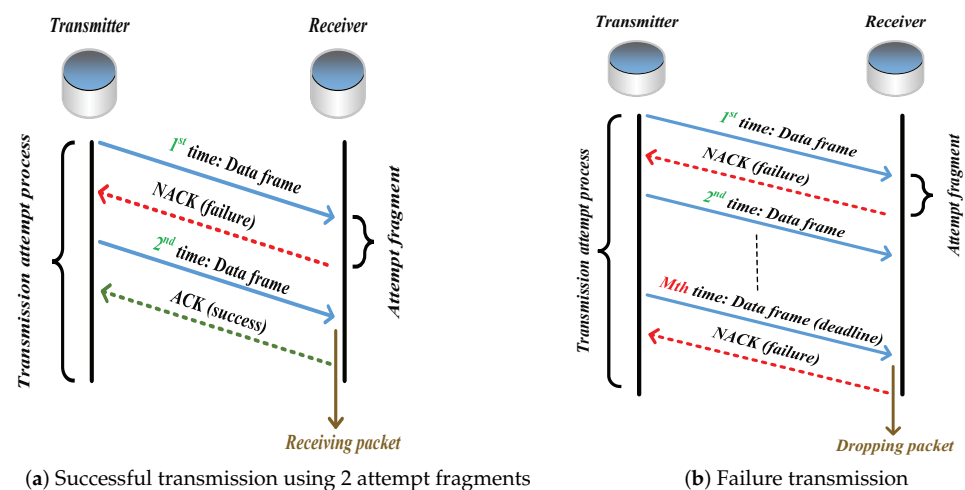 Transmitter
Receiver
Transmission attempt process
1st time: Data frame
NACK (failure)
2nd time: Data frame
ACK (success)
Attempt fragment
Receiving packet
(a) Successful transmission using 2 attempt fragments
Transmitter
Receiver
Transmission attempt process
1st time: Data frame
NACK (failure)
2nd time: Data frame
Mth time: Data frame (deadline)
NACK (failure)
Attempt fragment
Dropping packet
(b) Failure transmission